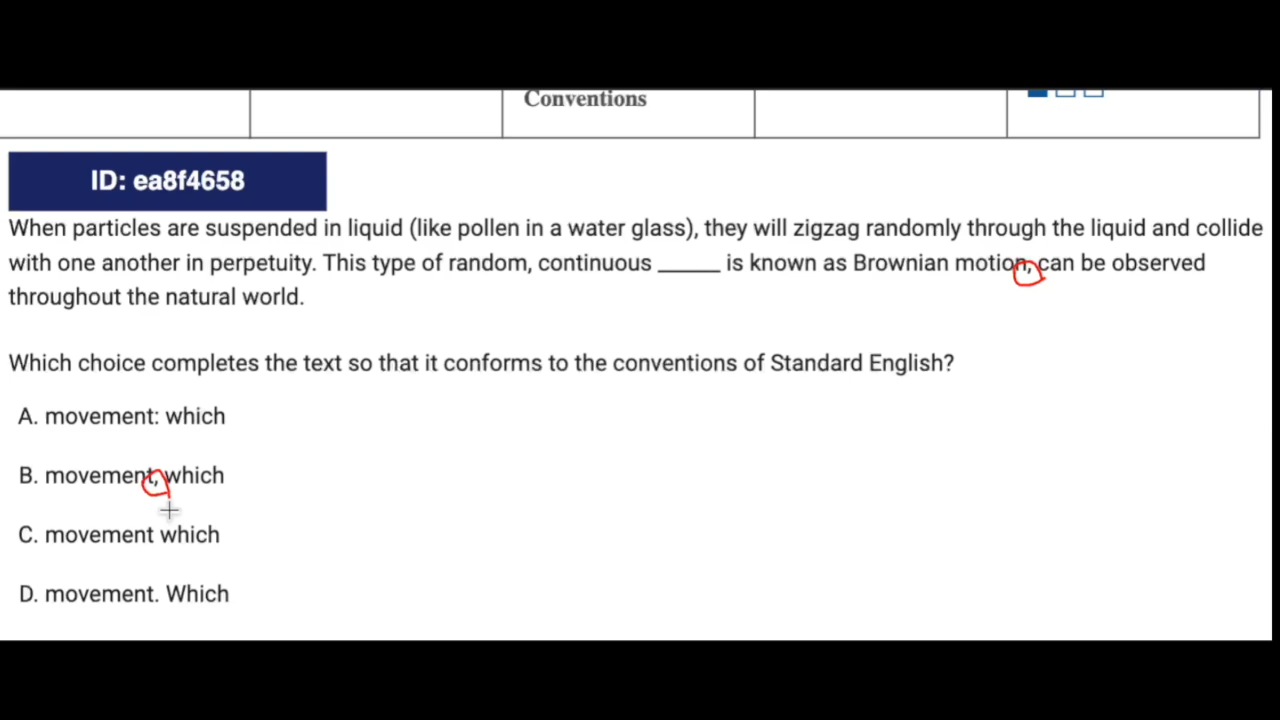 Conventions
ID: ea8f4658
When particles are suspended in liquid (like pollen in a water glass), they will zigzag randomly through the liquid and collide
with one another in perpetuity. This type of random, continuous _____ is known as Brownian motion, can be observed
throughout the natural world.
Which choice completes the text so that it conforms to the conventions of Standard English?
A. movement: which
B. movement, which
C. movement which
D. movement. Which